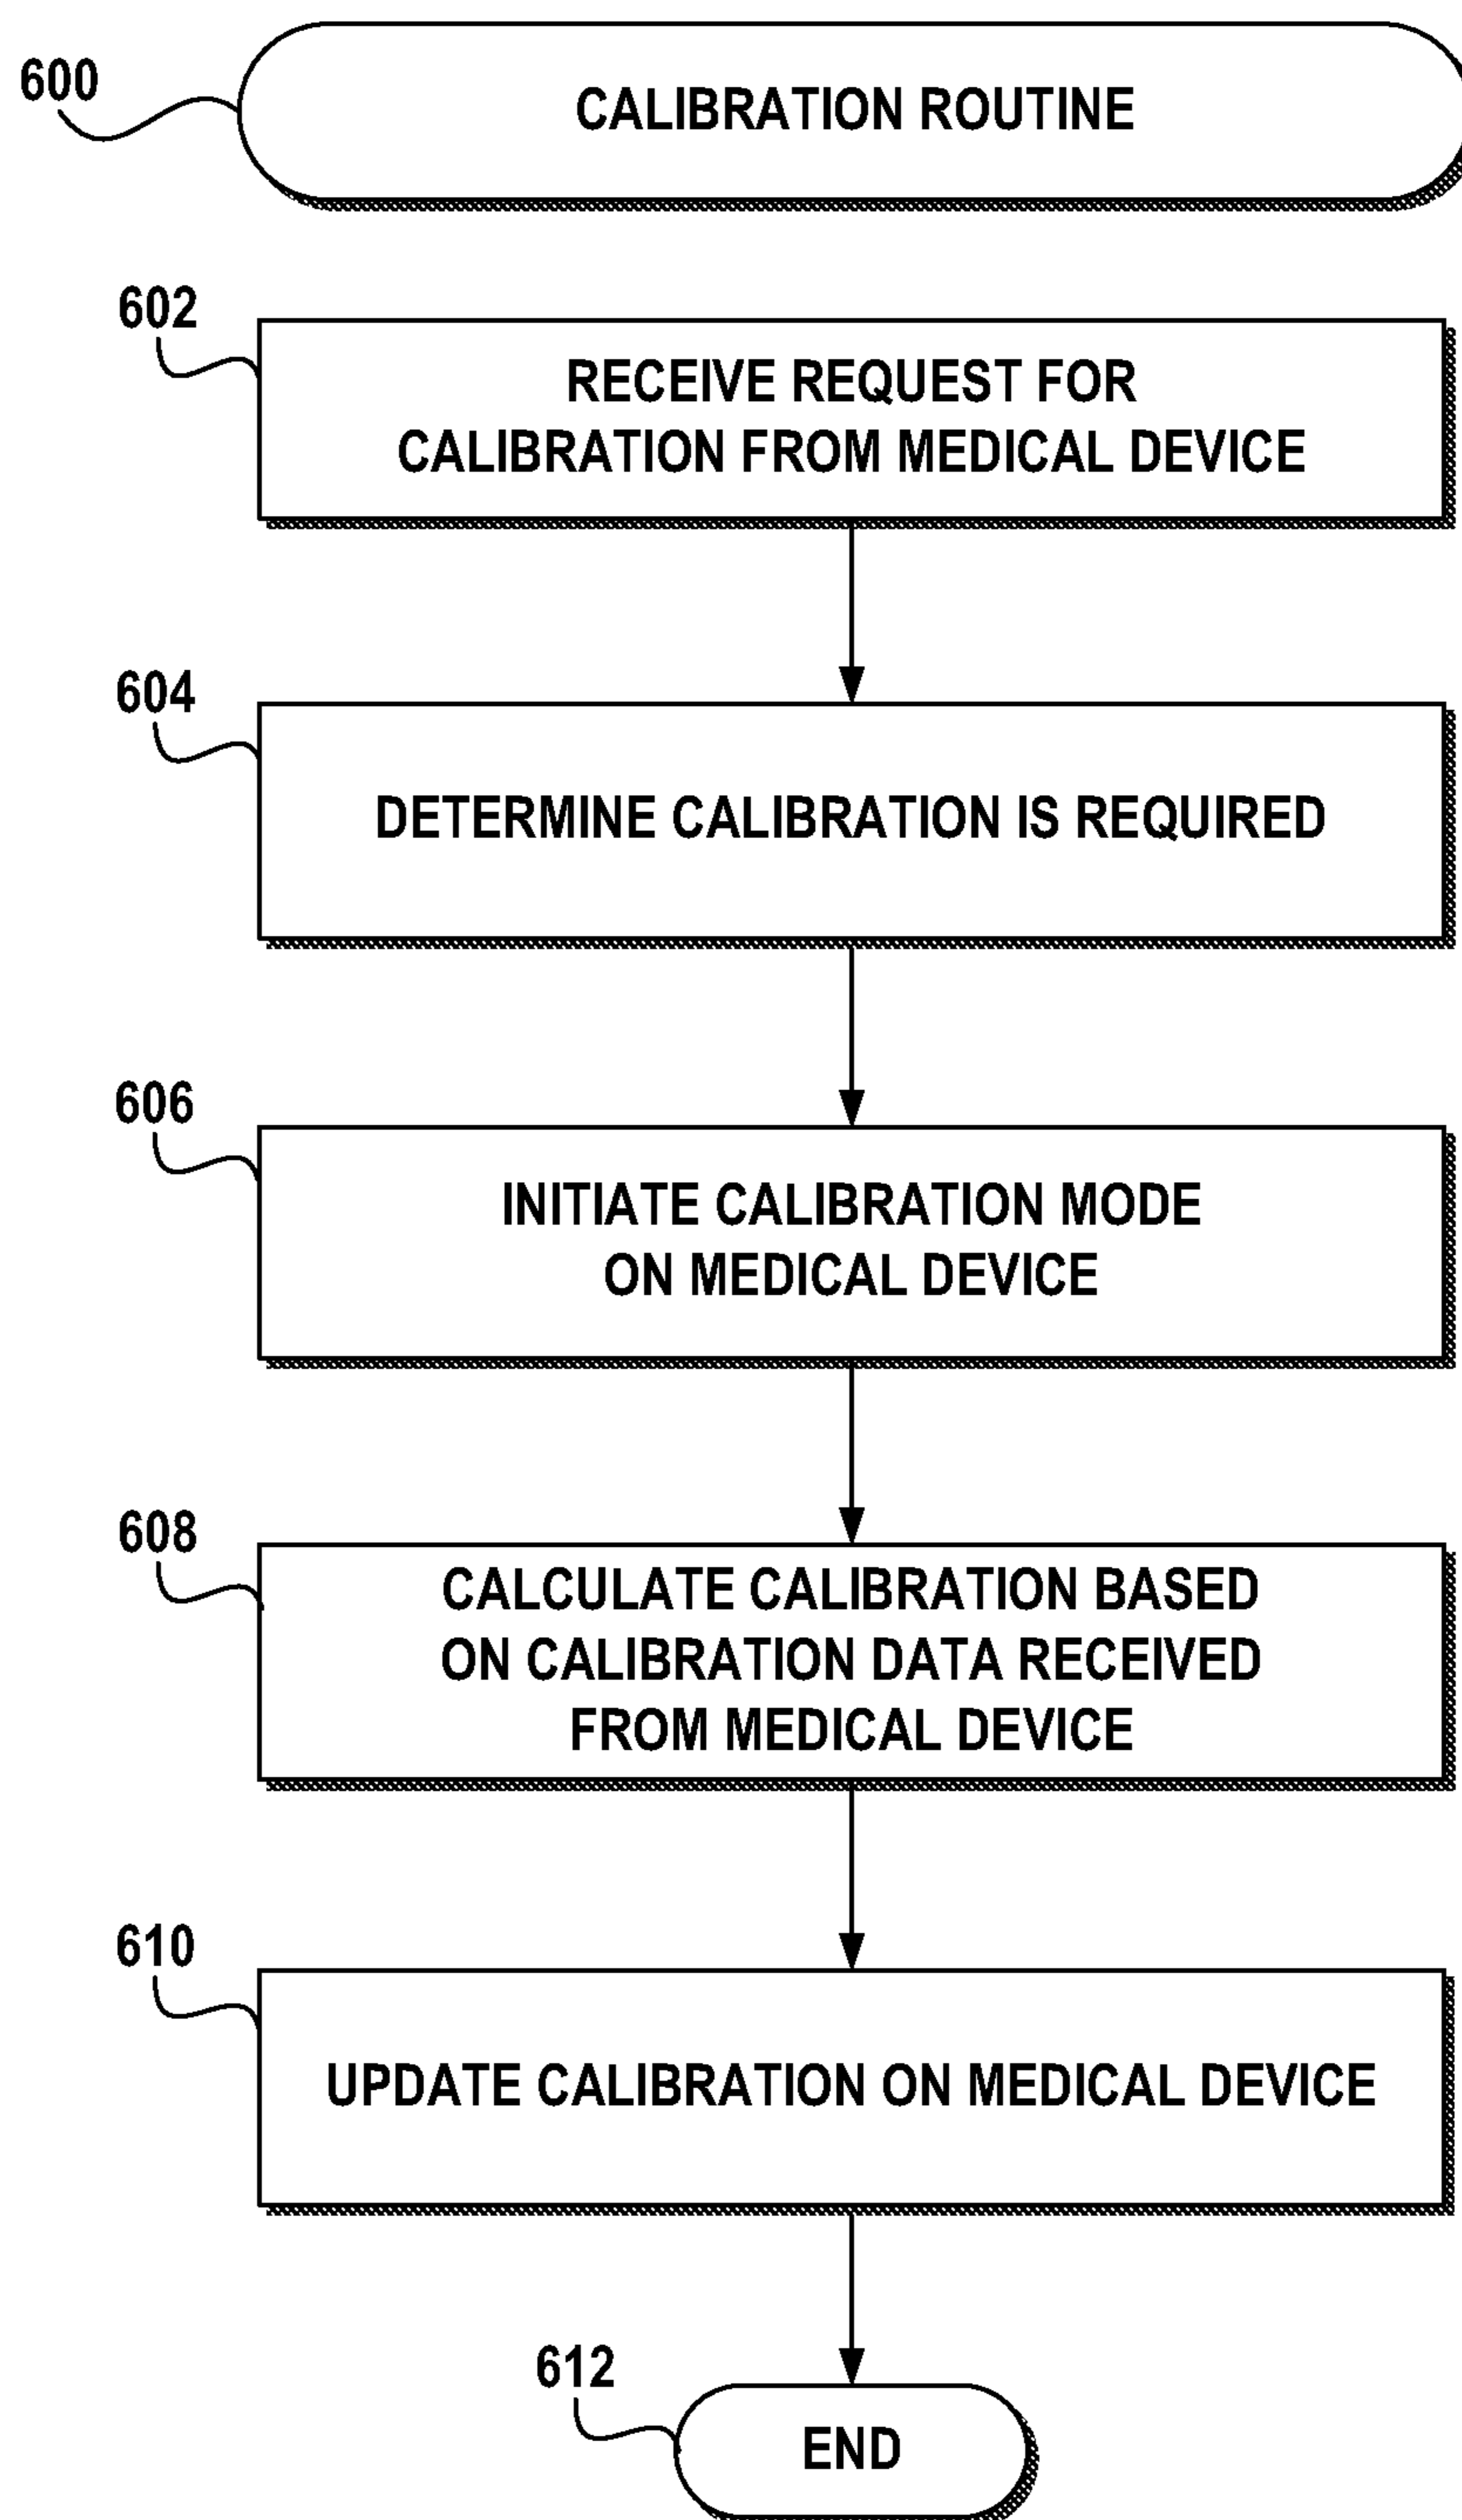 600
CALIBRATION ROUTINE
602
RECEIVE REQUEST FOR
CALIBRATION FROM MEDICAL DEVICE
604
DETERMINE CALIBRATION IS REQUIRED
606
INITIATE CALIBRATION MODE
ON MEDICAL DEVICE
608
CALCULATE CALIBRATION BASED
ON CALIBRATION DATA RECEIVED
FROM MEDICAL DEVICE
610
UPDATE CALIBRATION ON MEDICAL DEVICE
612
END